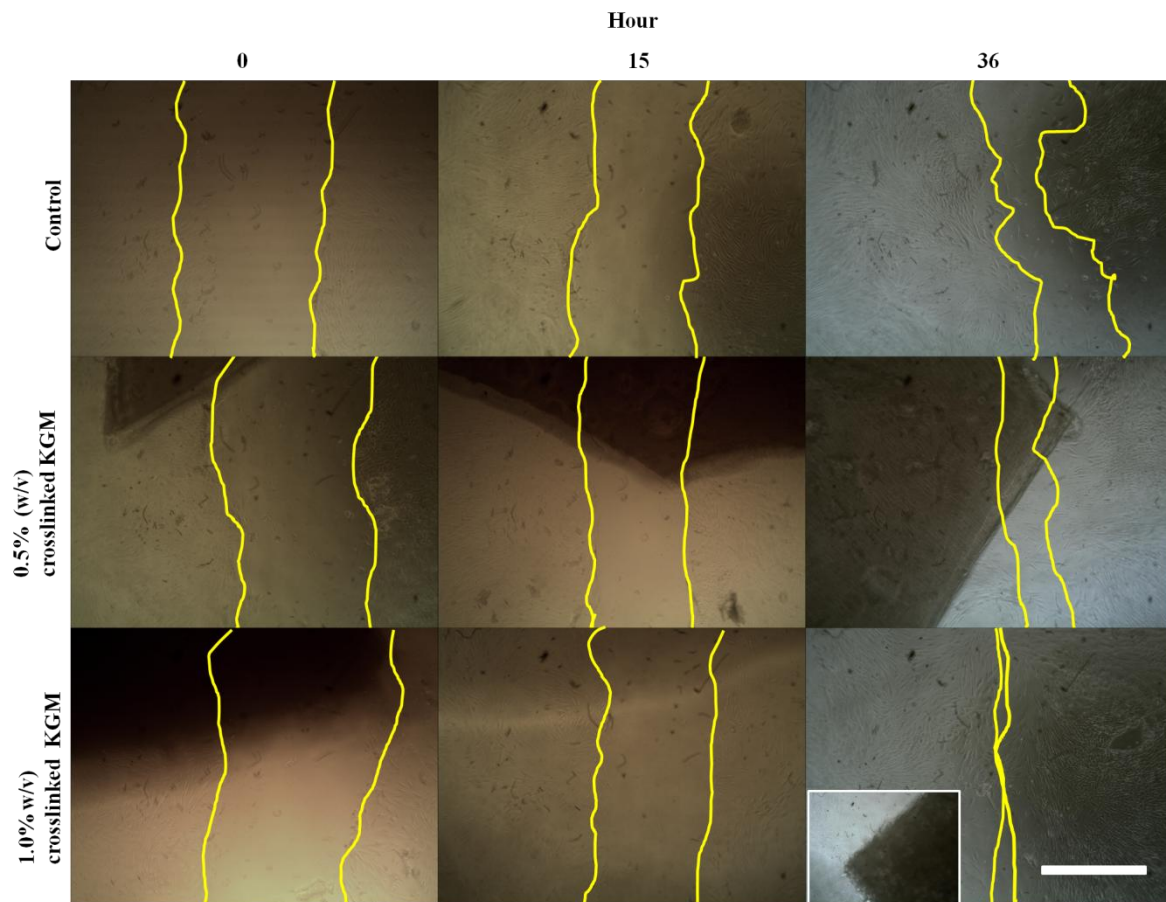 Hour
0 15 36
Control
0.5% (w/v)
crosslinked KGM
1.0% w/v)
crosslinked KGM